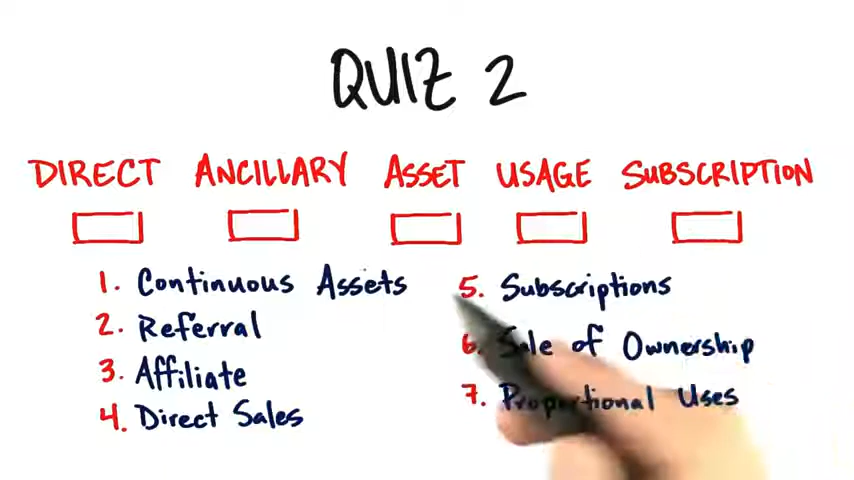 QUIZ 2
DIRECT ANCILLARY ASSET USAGE SUBSCRIPTION
1. Continuous Assets
2. Referral
3. Affiliate
4. Direct Sales
5. Subscriptions
6. Sale of Ownership
7. Proportional Uses